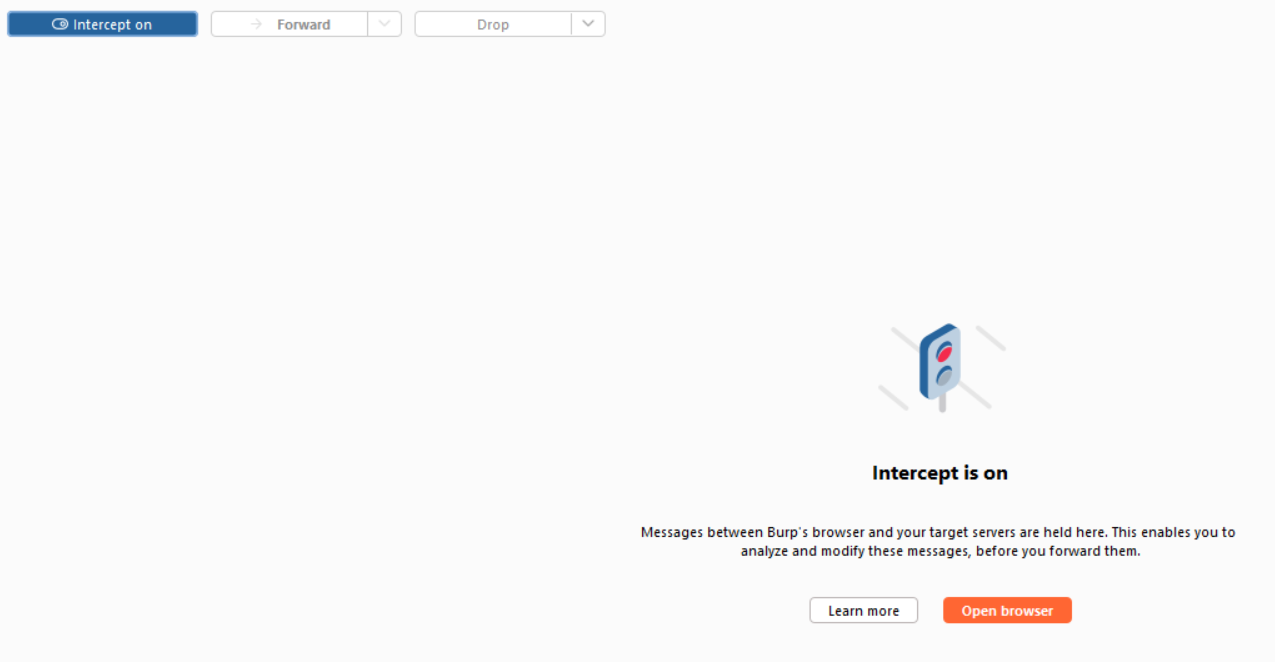 Intercept on
Forward
Drop
Intercept is on
Messages between Burp's browser and your target servers are held here. This enables you to
analyze and modify these messages, before you forward them.
Learn more
Open browser